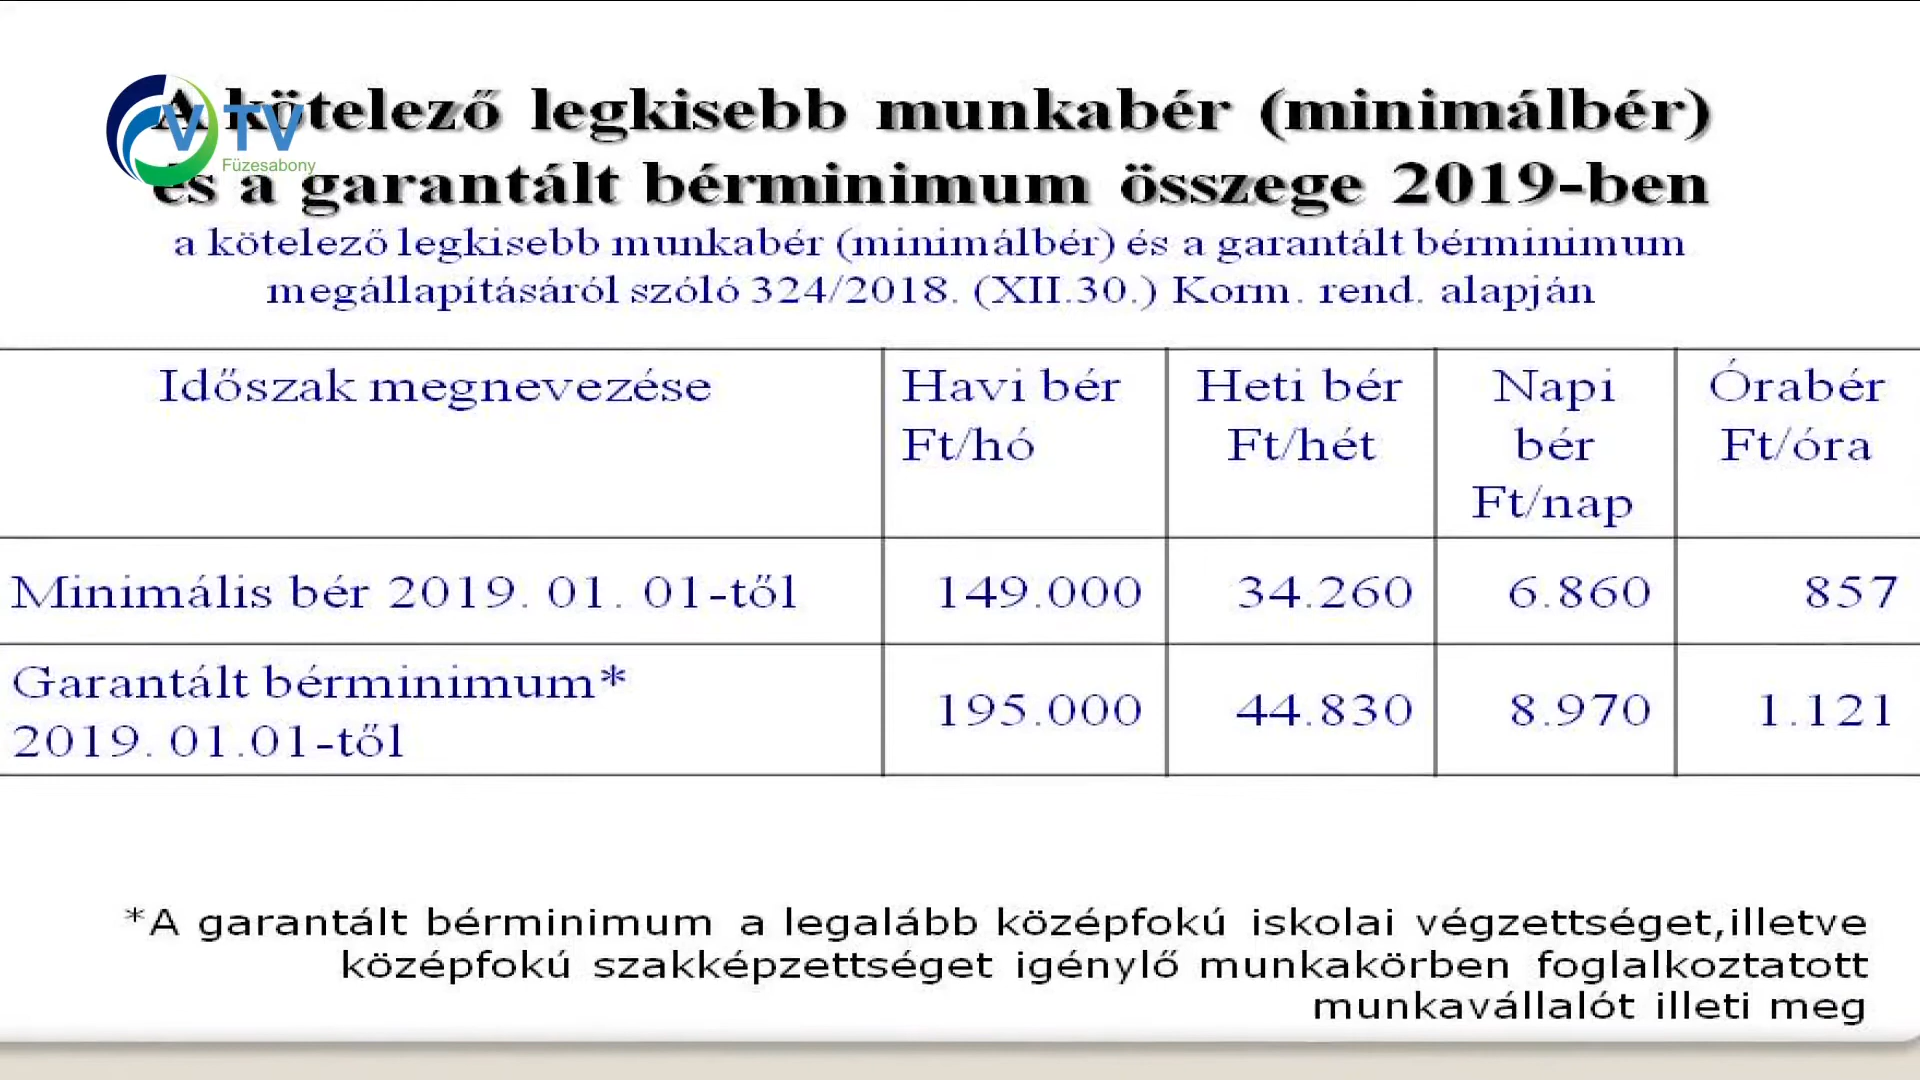 A kötelező legkisebb munkabér (minimálbér)
és a garantált bérminimum összege 2019-ben
V TV
Füzesabony
a kötelező legkisebb munkabér (minimálbér) és a garantált bérminimum
megállapításáról szóló 324/2018. (XII.30.) Korm. rend. alapján
Időszak megnevezése
Havi bér
Ft/hó
Heti bér
Ft/hét
Napi
bér
Ft/nap
Órabér
Ft/óra
Minimális bér 2019. 01. 01-től 149.000 34.260 6.860 857
Garantált bérminimum*
2019. 01.01-től 195.000 44.830 8.970 1.121
*A garantált bérminimum a legalább középfokú iskolai végzettséget,illetve
középfokú szakképzettséget igénylő munkakörben foglalkoztatott
munkavállalót illeti meg